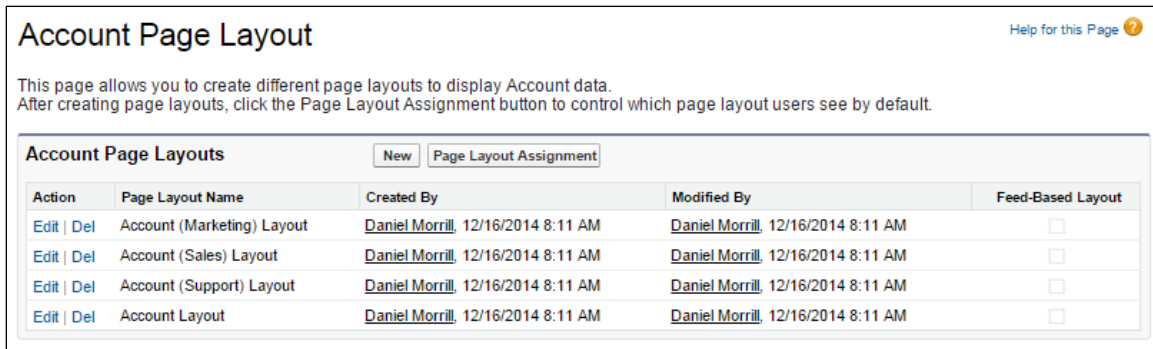 Account Page Layout
Help for this Page
This page allows you to create different page layouts to display Account data.
After creating page layouts, click the Page Layout Assignment button to control which page layout users see by default.
Account Page Layouts New Page Layout Assignment
Action Page Layout Name Created By Modified By Feed-Based Layout
Edit | Del Account (Marketing) Layout Daniel Morrill, 12/16/2014 8:11 AM Daniel Morrill, 12/16/2014 8:11 AM
Edit | Del Account (Sales) Layout Daniel Morrill, 12/16/2014 8:11 AM Daniel Morrill, 12/16/2014 8:11 AM
Edit | Del Account (Support) Layout Daniel Morrill, 12/16/2014 8:11 AM Daniel Morrill, 12/16/2014 8:11 AM
Edit | Del Account Layout Daniel Morrill, 12/16/2014 8:11 AM Daniel Morrill, 12/16/2014 8:11 AM